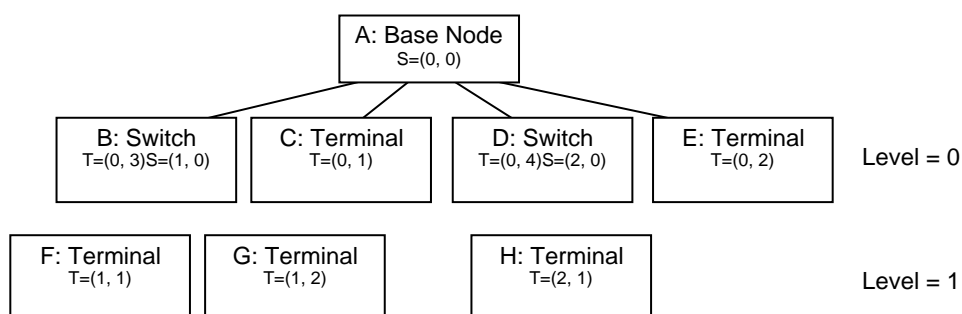 A: Base Node
S=(0, 0)
B: Switch
T=(0, 3)S=(1, 0)
C: Terminal
T=(0, 1)
D: Switch
T=(0, 4)S=(2, 0)
E: Terminal
T=(0, 2)
Level = 0
F: Terminal
T=(1, 1)
G: Terminal
T=(1, 2)
H: Terminal
T=(2, 1)
Level = 1